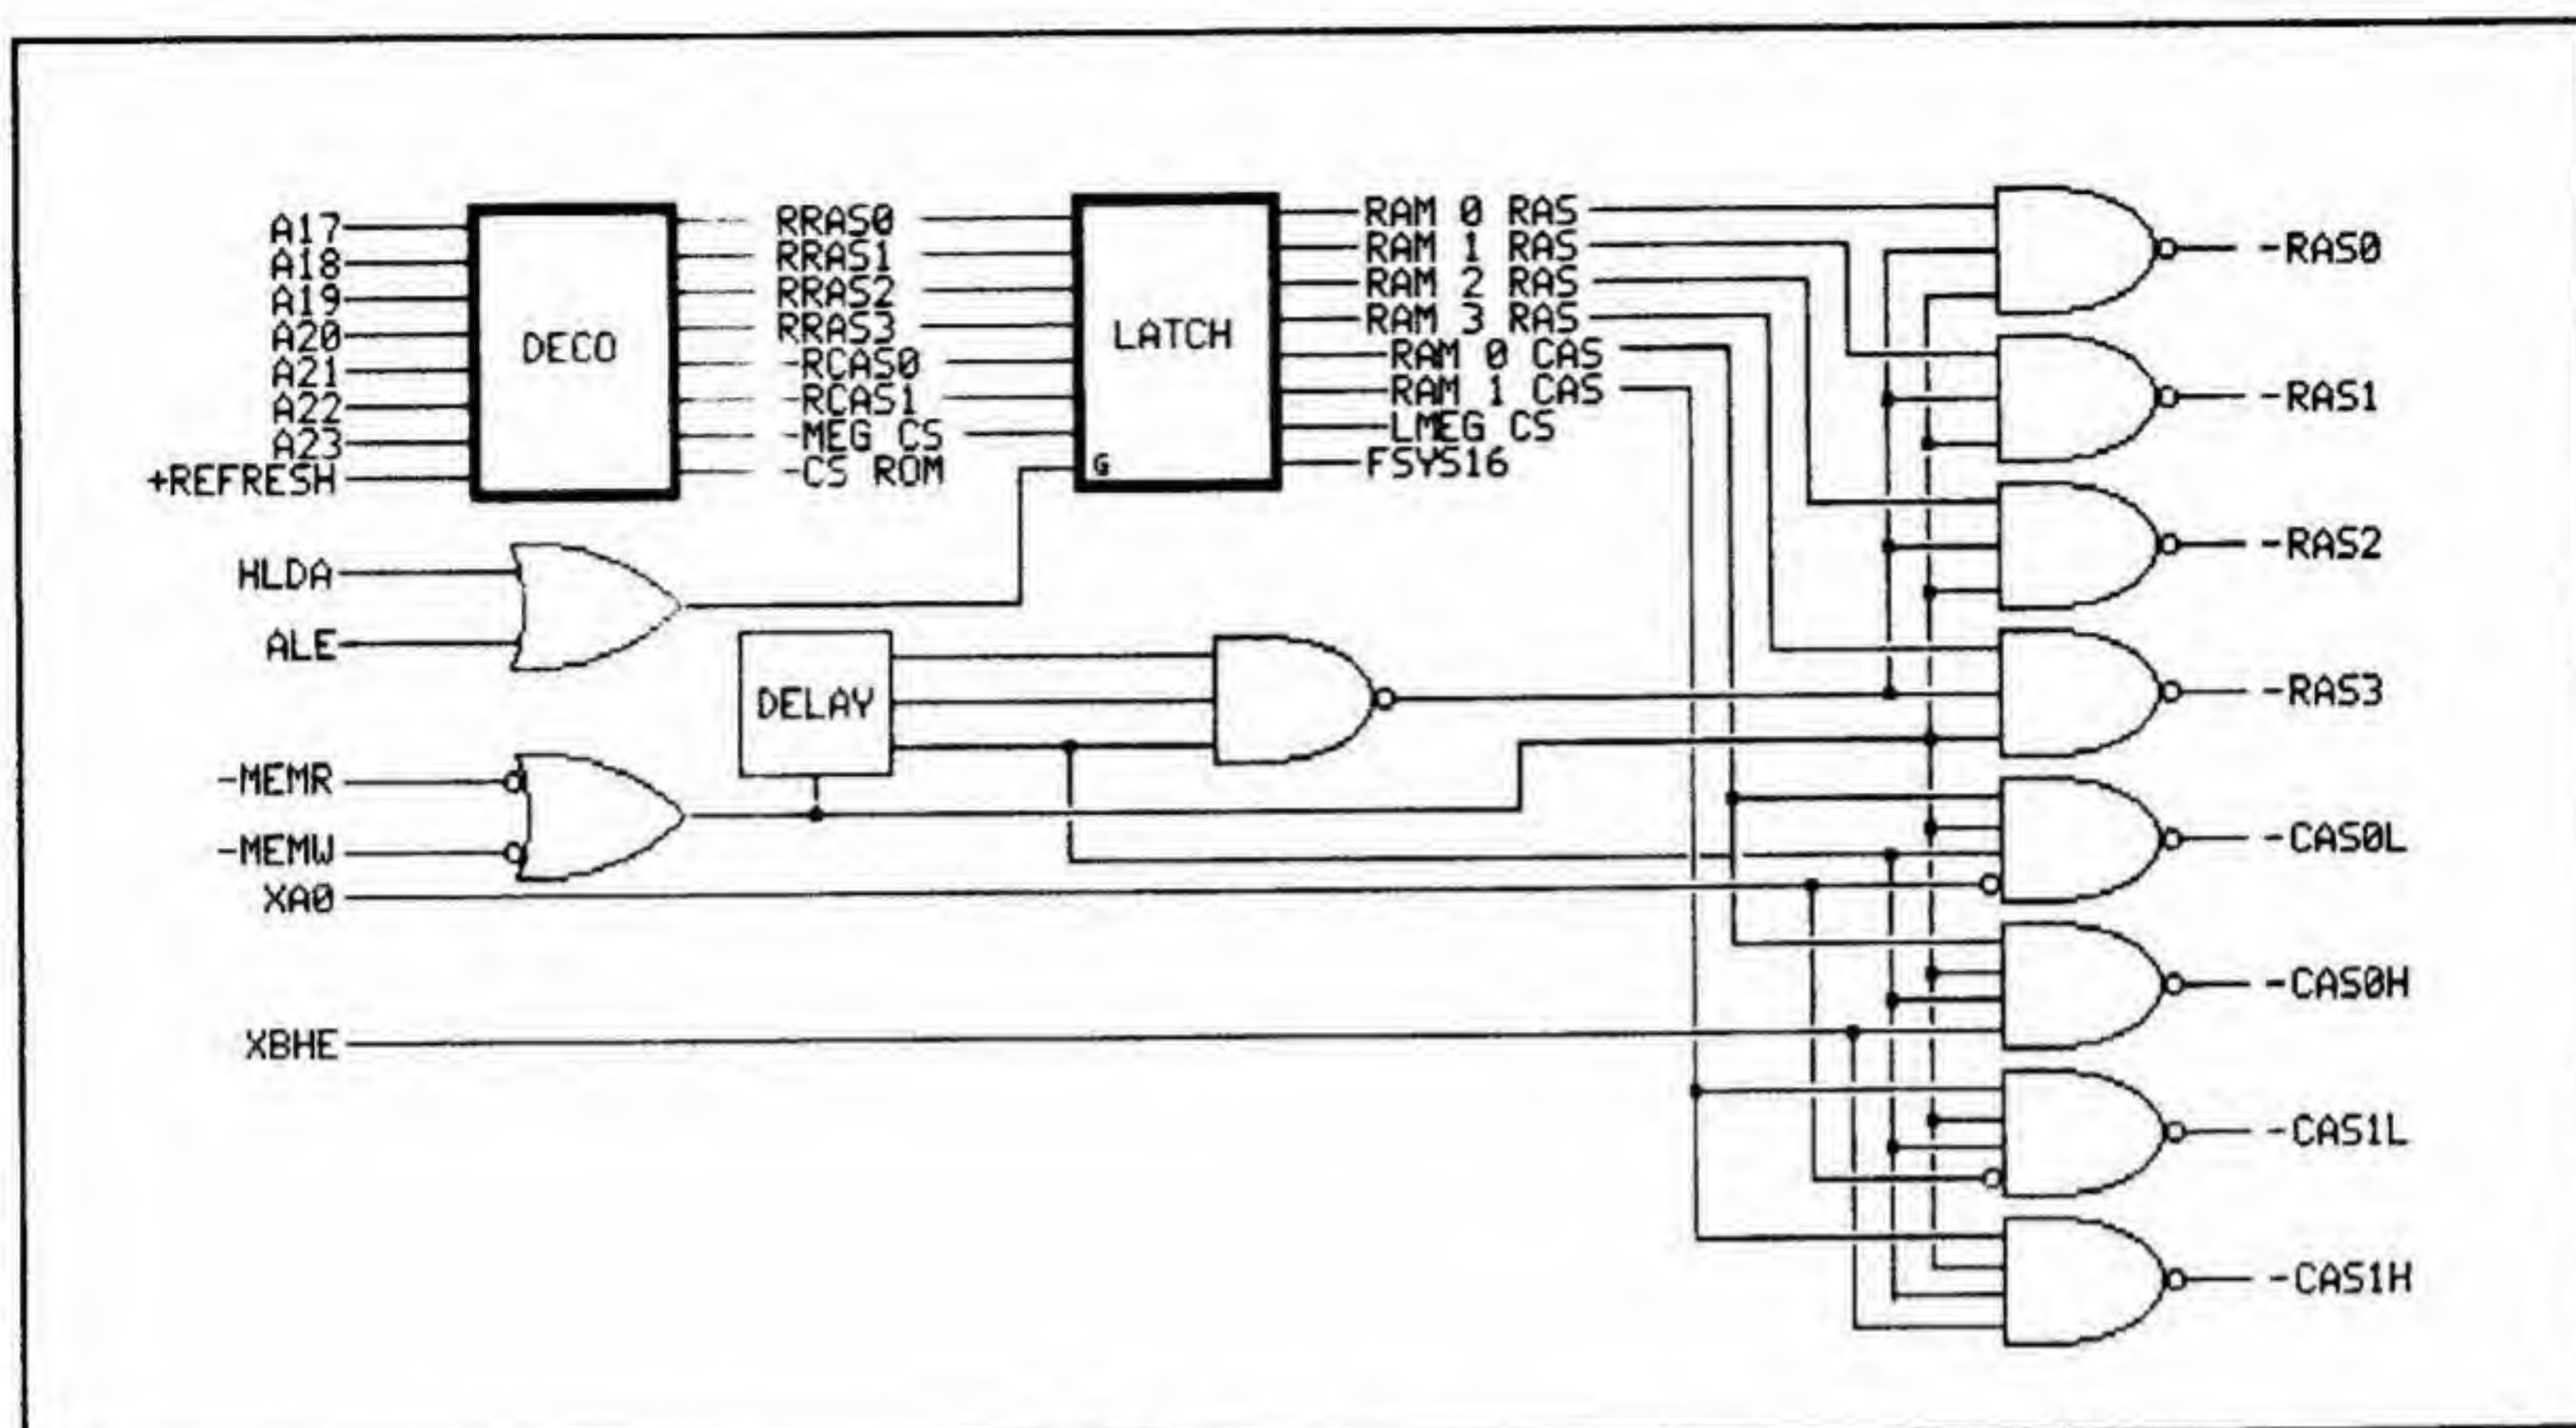 A17
A18
A19
A20
A21
A22
A23
+REFRESH
DECO
RRAS0
RRAS1
RRAS2
RRAS3
-RCAS0
-RCAS1
-MEG CS
-CS ROM
LATCH
G
RAM 0 RAS
RAM 1 RAS
RAM 2 RAS
RAM 3 RAS
RAM 0 CAS
RAM 1 CAS
LMEG CS
FSYS16
HLDA
ALE
DELAY
-MEMR
-MEMW
XA0
XBHE
-RAS0
-RAS1
-RAS2
-RAS3
-CAS0L
-CAS0H
-CAS1L
-CAS1H